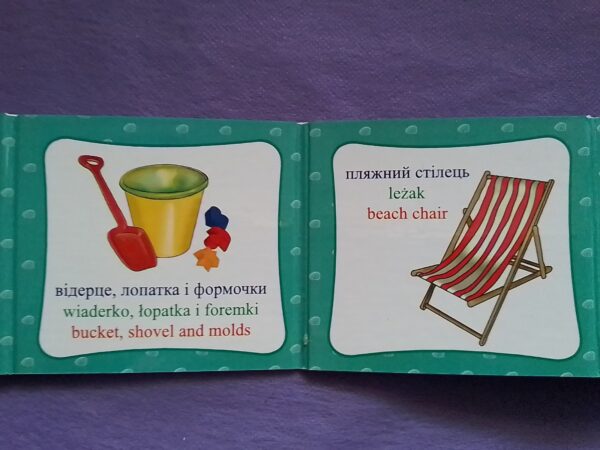 відерце, лопатка і формочки
wiaderko, łopatka i foremki
bucket, shovel and molds
пляжний стілець
leżak
beach chair